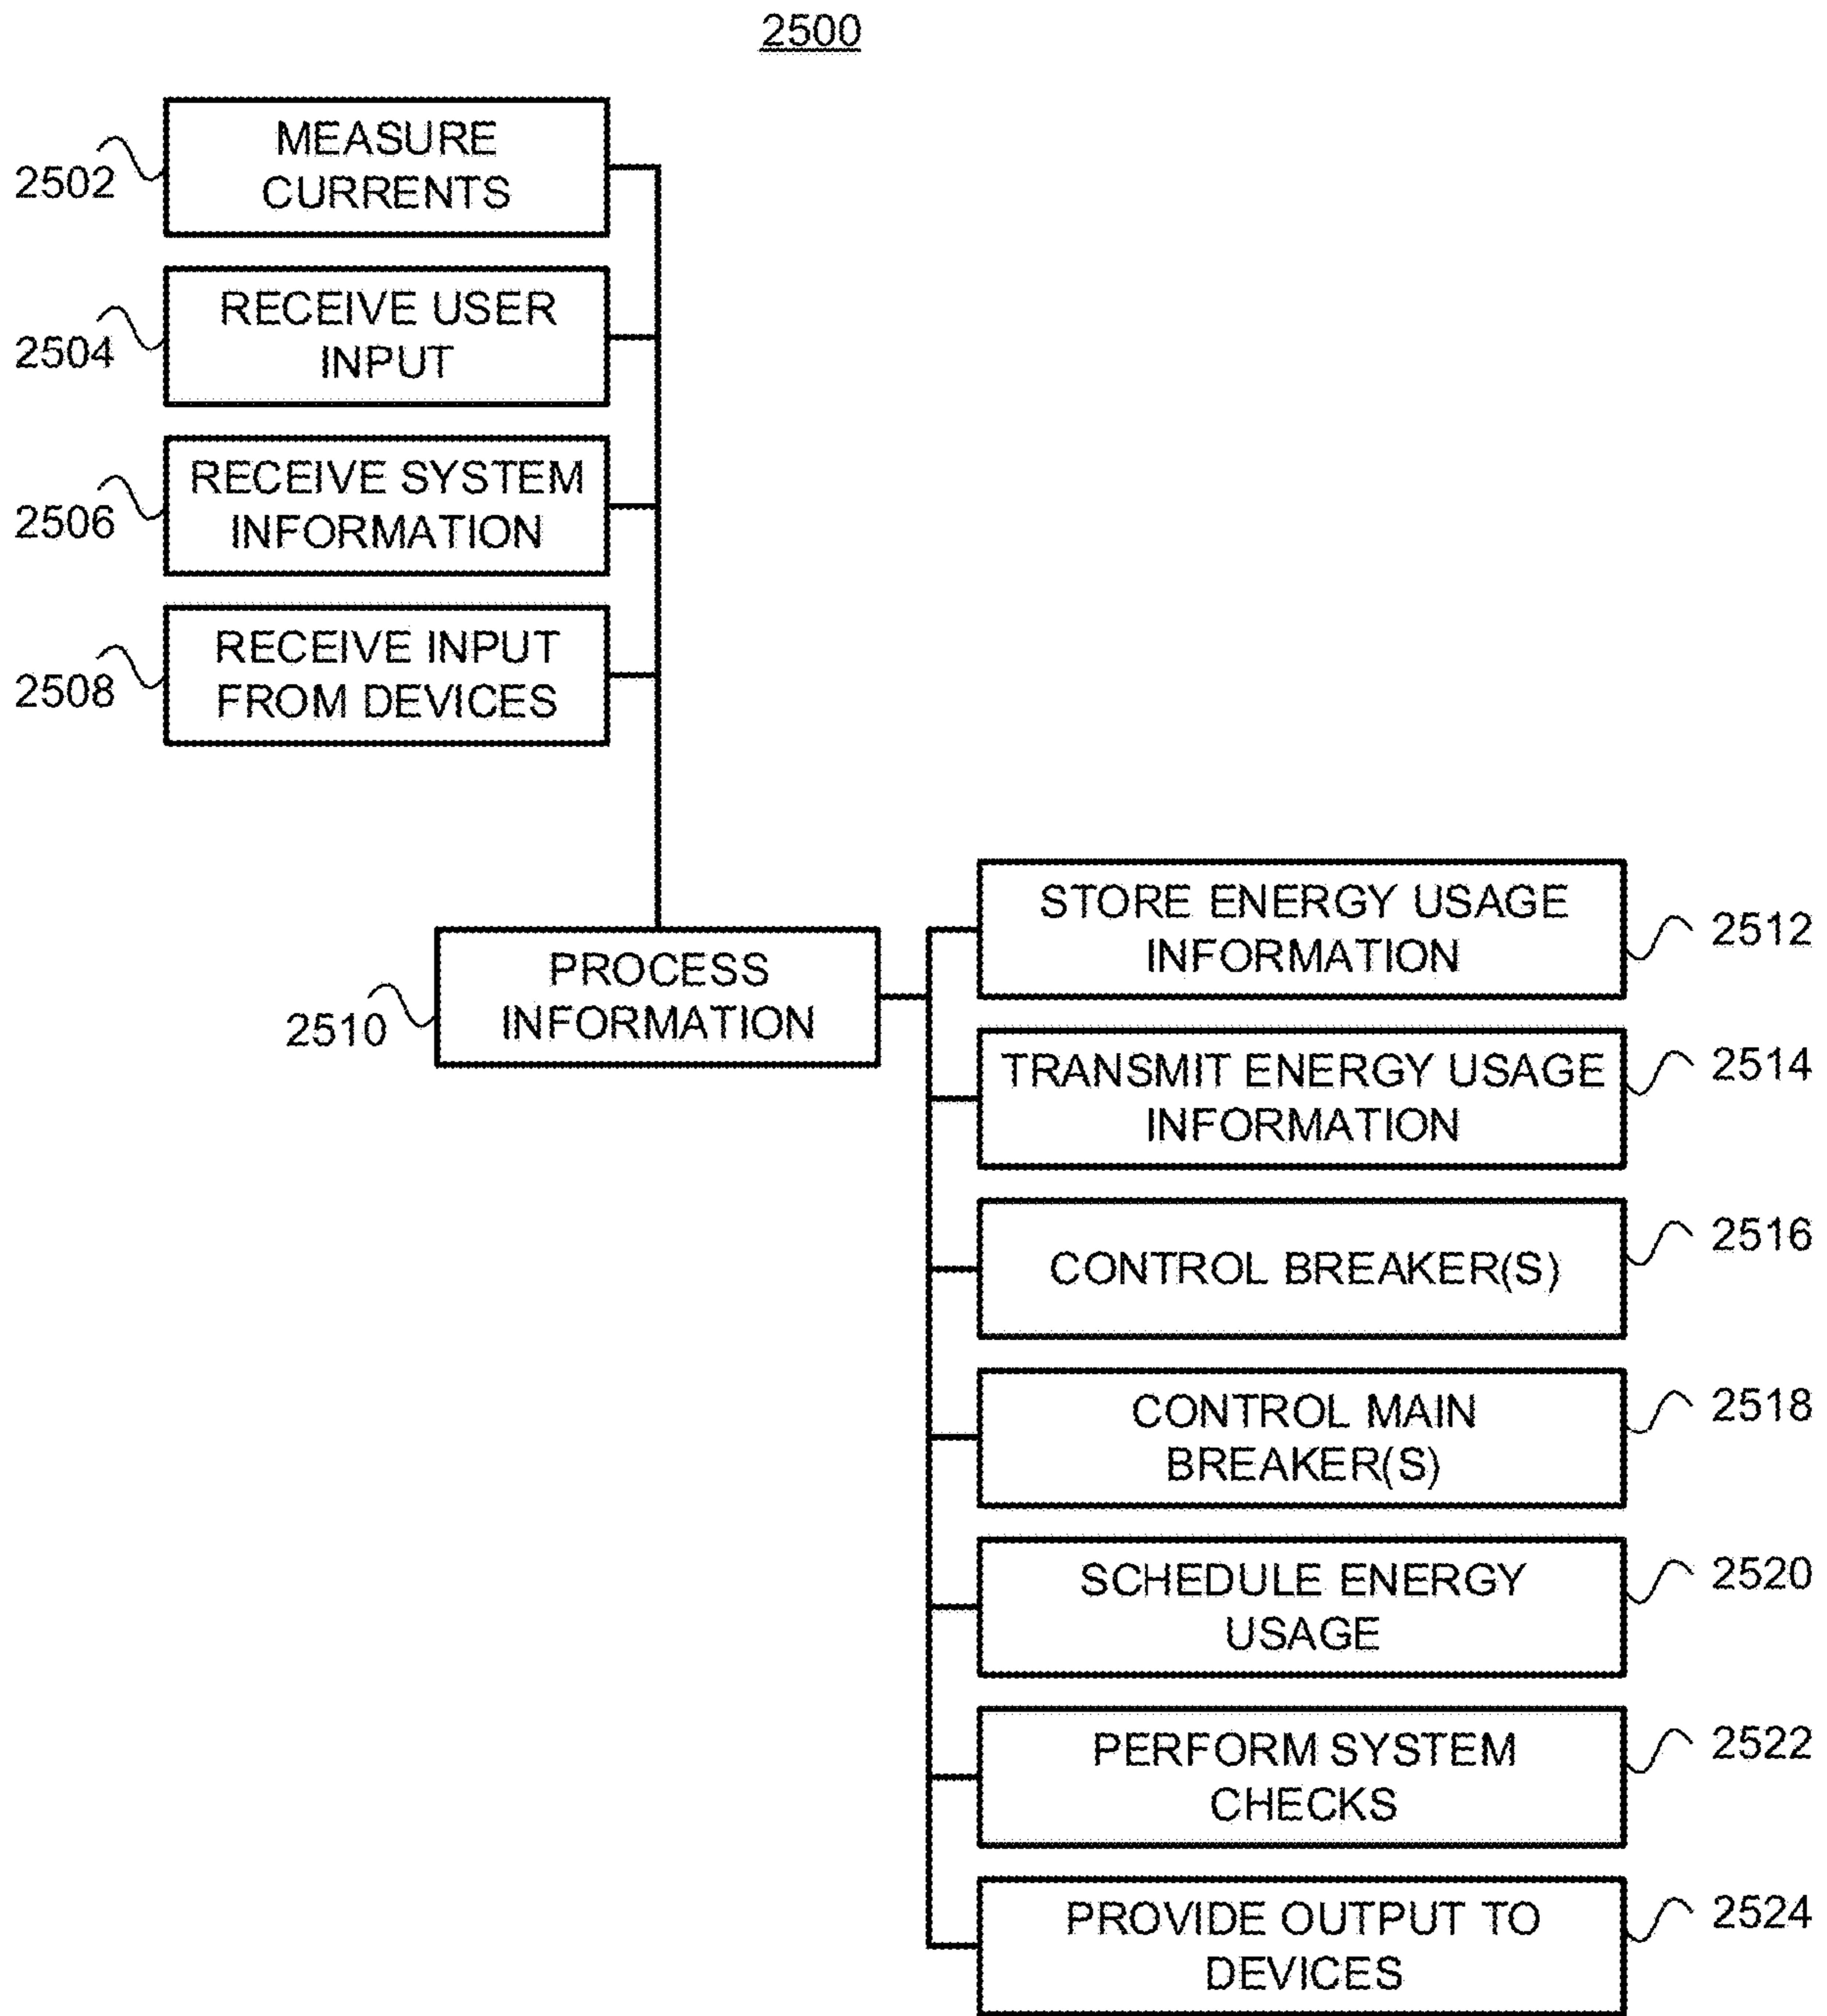 2500
MEASURE
CURRENTS
2502
RECEIVE USER
INPUT
2504
RECEIVE SYSTEM
INFORMATION
2506
RECEIVE INPUT
FROM DEVICES
2508
PROCESS
INFORMATION
2510
STORE ENERGY USAGE
INFORMATION
2512
TRANSMIT ENERGY USAGE
INFORMATION
2514
CONTROL BREAKER(S)
2516
CONTROL MAIN
BREAKER(S)
2518
SCHEDULE ENERGY
USAGE
2520
PERFORM SYSTEM
CHECKS
2522
PROVIDE OUTPUT TO
DEVICES
2524